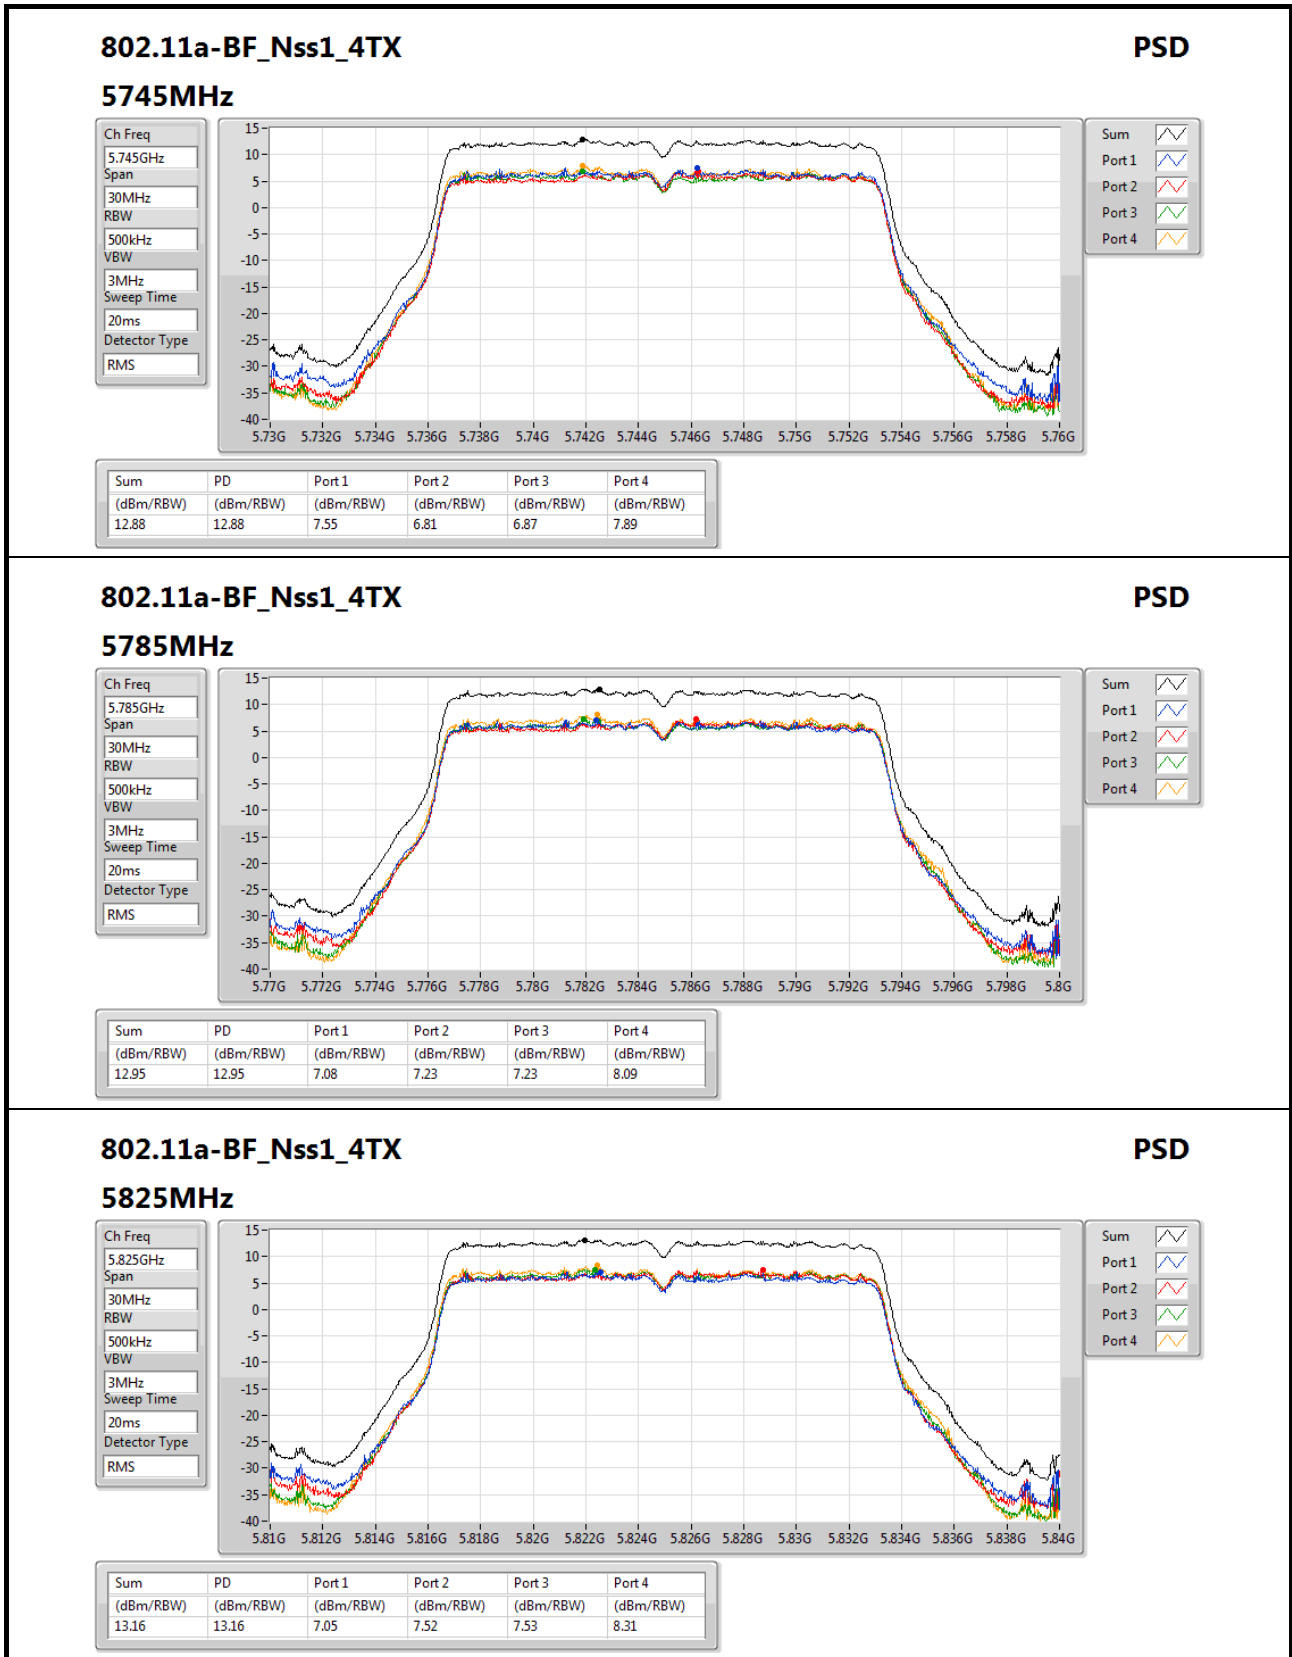 802.11a-BF_Nss1_4TX PSD
5745MHz
Ch Freq
5.745GHz
Span
30MHz
RBW
500kHz
VBW
3MHz
Sweep Time
20ms
Detector Type
RMS
15
10
5
0
-5
-10
-15
-20
-25
-30
-35
-40
5.73G 5.732G 5.734G 5.736G 5.738G 5.74G 5.742G 5.744G 5.746G 5.748G 5.75G 5.752G 5.754G 5.756G 5.758G 5.76G
Sum
Port 1
Port 2
Port 3
Port 4
Sum PD Port 1 Port 2 Port 3 Port 4
(dBm/RBW) (dBm/RBW) (dBm/RBW) (dBm/RBW) (dBm/RBW) (dBm/RBW)
12.88 12.88 7.55 6.81 6.87 7.89
802.11a-BF_Nss1_4TX PSD
5785MHz
Ch Freq
5.785GHz
Span
30MHz
RBW
500kHz
VBW
3MHz
Sweep Time
20ms
Detector Type
RMS
15
10
5
0
-5
-10
-15
-20
-25
-30
-35
-40
5.77G 5.772G 5.774G 5.776G 5.778G 5.78G 5.782G 5.784G 5.786G 5.788G 5.79G 5.792G 5.794G 5.796G 5.798G 5.8G
Sum
Port 1
Port 2
Port 3
Port 4
Sum PD Port 1 Port 2 Port 3 Port 4
(dBm/RBW) (dBm/RBW) (dBm/RBW) (dBm/RBW) (dBm/RBW) (dBm/RBW)
12.95 12.95 7.08 7.23 7.23 8.09
802.11a-BF_Nss1_4TX PSD
5825MHz
Ch Freq
5.825GHz
Span
30MHz
RBW
500kHz
VBW
3MHz
Sweep Time
20ms
Detector Type
RMS
15
10
5
0
-5
-10
-15
-20
-25
-30
-35
-40
5.81G 5.812G 5.814G 5.816G 5.818G 5.82G 5.822G 5.824G 5.826G 5.828G 5.83G 5.832G 5.834G 5.836G 5.838G 5.84G
Sum
Port 1
Port 2
Port 3
Port 4
Sum PD Port 1 Port 2 Port 3 Port 4
(dBm/RBW) (dBm/RBW) (dBm/RBW) (dBm/RBW) (dBm/RBW) (dBm/RBW)
13.16 13.16 7.05 7.52 7.53 8.31